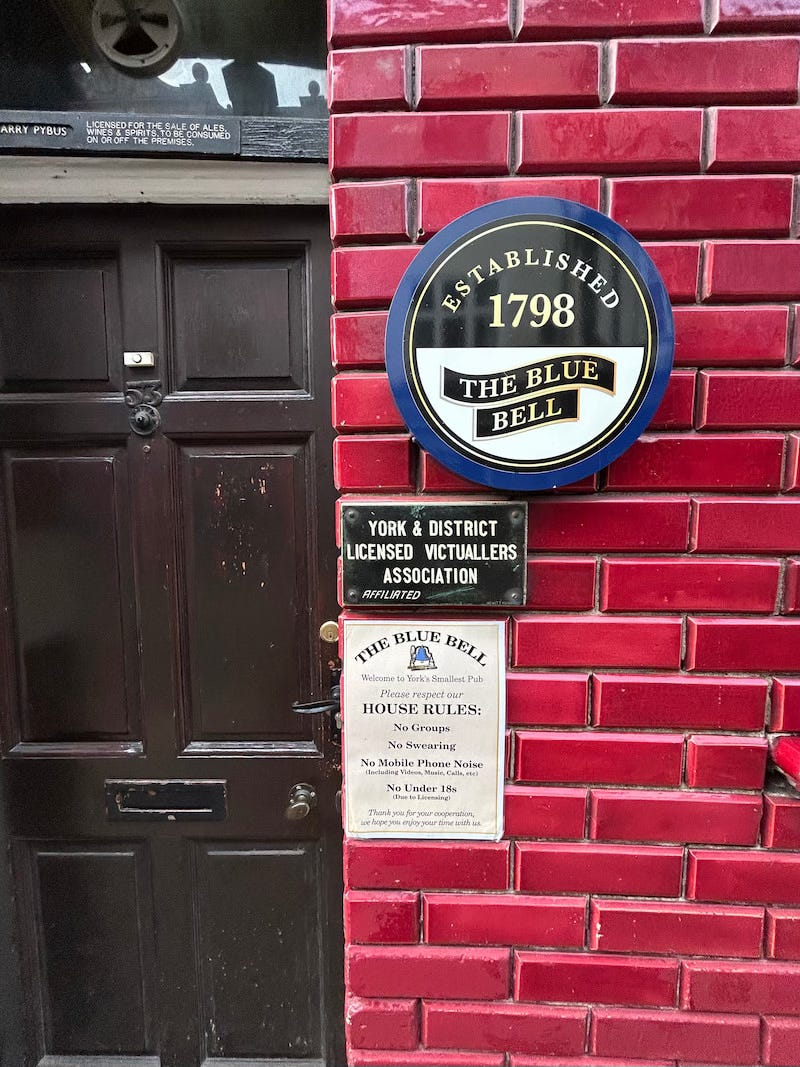 ARRY PYBUS
LICENSED FOR THE SALE OF ALES,
WINES & SPIRITS, TO BE CONSUMED
ON OR OFF THE PREMISES.
ESTABLISHED
1798
THE BLUE
BELL
53
YORK & DISTRICT
LICENSED VICTUALLERS
ASSOCIATION
AFFILIATED
THE BLUE BELL
Welcome to York's Smallest Pub
Please respect our
HOUSE RULES:
No Groups
No Swearing
No Mobile Phone Noise
(Including Videos, Music, Calls, etc)
No Under 18s
(Due to Licensing)
Thank you for your cooperation,
we hope you enjoy your time with us.